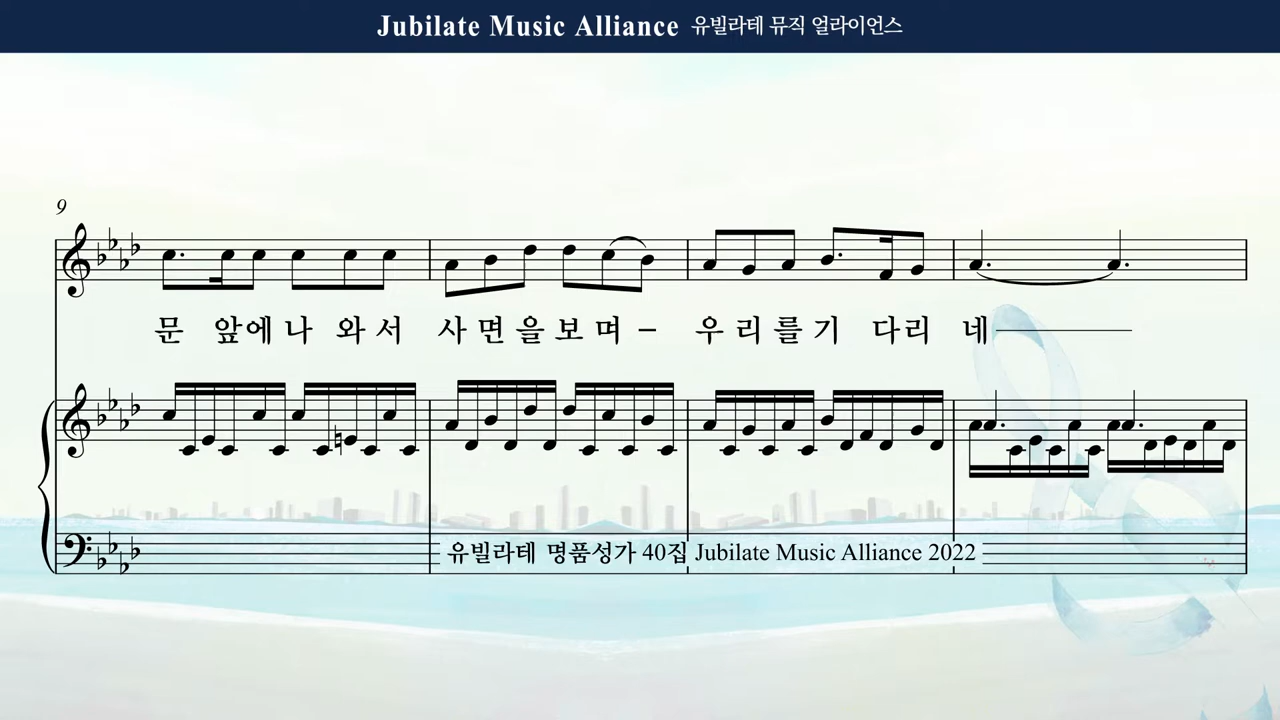 Jubilate Music Alliance 유빌라테 뮤직 얼라이언스
9
문 앞에 나 와 서 사 면 을 보 며 – 우 리 를 기 다 리 네
유빌라테 명품성가 40집 Jubilate Music Alliance 2022